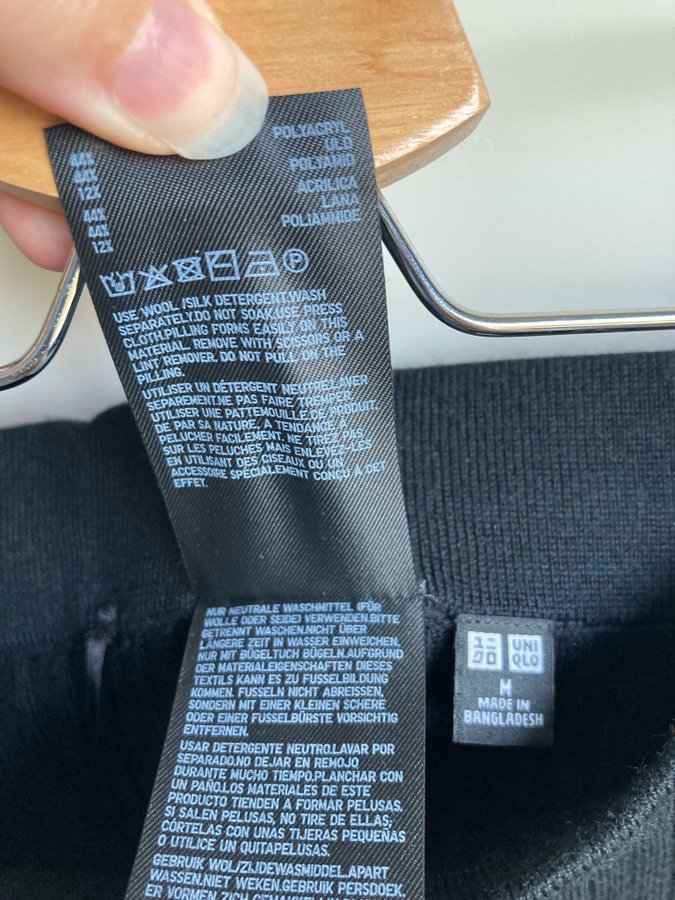 44% POLYACRYL
44%
12% POLYAMID
44% ACRILICA
44% LANA
12% POLIAMMIDE
P
USE WOOL /SILK DETERGENT.WASH
SEPARATELY.DO NOT SOAK.USE PRESS
CLOTH.PILLING FORMS EASILY ON THIS
MATERIAL. REMOVE WITH SCISSORS OR A
LINT REMOVER. DO NOT PULL ON THE
PILLING.
UTILISER UN DÉTERGENT NEUTRE.LAVER
SEPAREMENT.NE PAS FAIRE TREMPER
UTILISER UNE PATTEMOUILLE.CE PRODUIT,
DE PAR SA NATURE, A TENDANCE A
PELUCHER FACILEMENT. NE TIREZ PAS
SUR LES PELUCHES MAIS ENLEVEZ-LES
EN UTILISANT DES CISEAUX OU UN
ACCESSOIRE SPÉCIALEMENT CONÇU A CET
EFFET.
NUR NEUTRALE WASCHMITTEL (FÜR
WOLLE ODER SEIDE) VERWENDEN.BITTE
GETRENNT WASCHEN.NICHT ÜBER
LÄNGERE ZEIT IN WASSER EINWEICHEN.
NUR MIT BÜGELTUCH BÜGELN.AUFGRUND
DER MATERIALEIGENSCHAFTEN DIESES
TEXTILS KANN ES ZU FUSSELBILDUNG
KOMMEN. FUSSELN NICHT ABREISSEN,
SONDERN MIT EINER KLEINEN SCHERE
ODER EINER FUSSELBÜRSTE VORSICHTIG
ENTFERNEN.
USAR DETERGENTE NEUTRO.LAVAR POR
SEPARADO.NO DEJAR EN REMOJO
DURANTE MUCHO TIEMPO.PLANCHAR CON
UN PAÑO.LOS MATERIALES DE ESTE
PRODUCTO TIENDEN A FORMAR PELUSAS.
SI SALEN PELUSAS, NO TIRE DE ELLAS;
CÓRTELAS CON UNAS TIJERAS PEQUEÑAS
O UTILICE UN QUITAPELUSAS.
GEBRUIK WOL/ZIJDEWASMIDDEL.APART
WASSEN.NIET WEKEN.GEBRUIK PERSDOEK.
ER VORMEN ZICH GEMAKKELIJK
ユニ UNI
クロ QLO
M
MADE IN
BANGLADESH